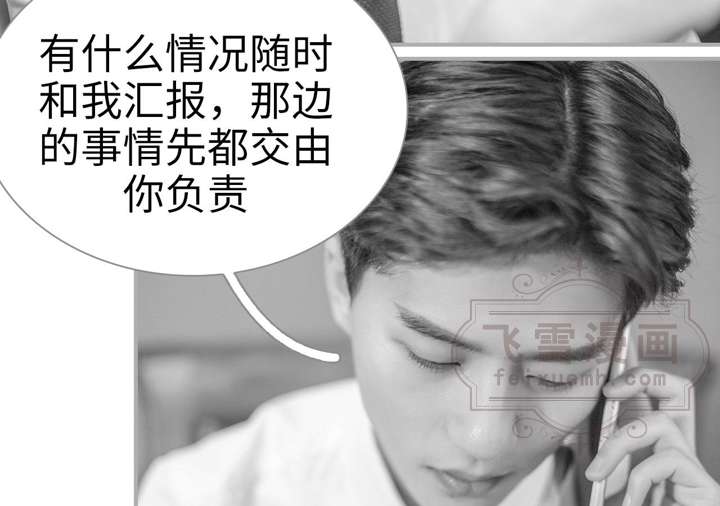 有什么情况随时
和我汇报，那边
的事情先都交由
你负责
飞雪漫画
feixuemh.com